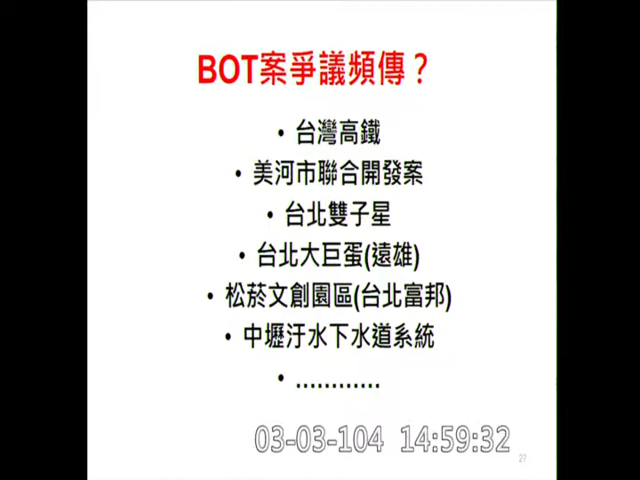 BOT案爭議頻傳？
• 台灣高鐵
• 美河市聯合開發案
• 台北雙子星
• 台北大巨蛋(遠雄)
• 松菸文創園區(台北富邦)
• 中壢汙水下水道系統
• …………
03-03-104 14:59:32
27